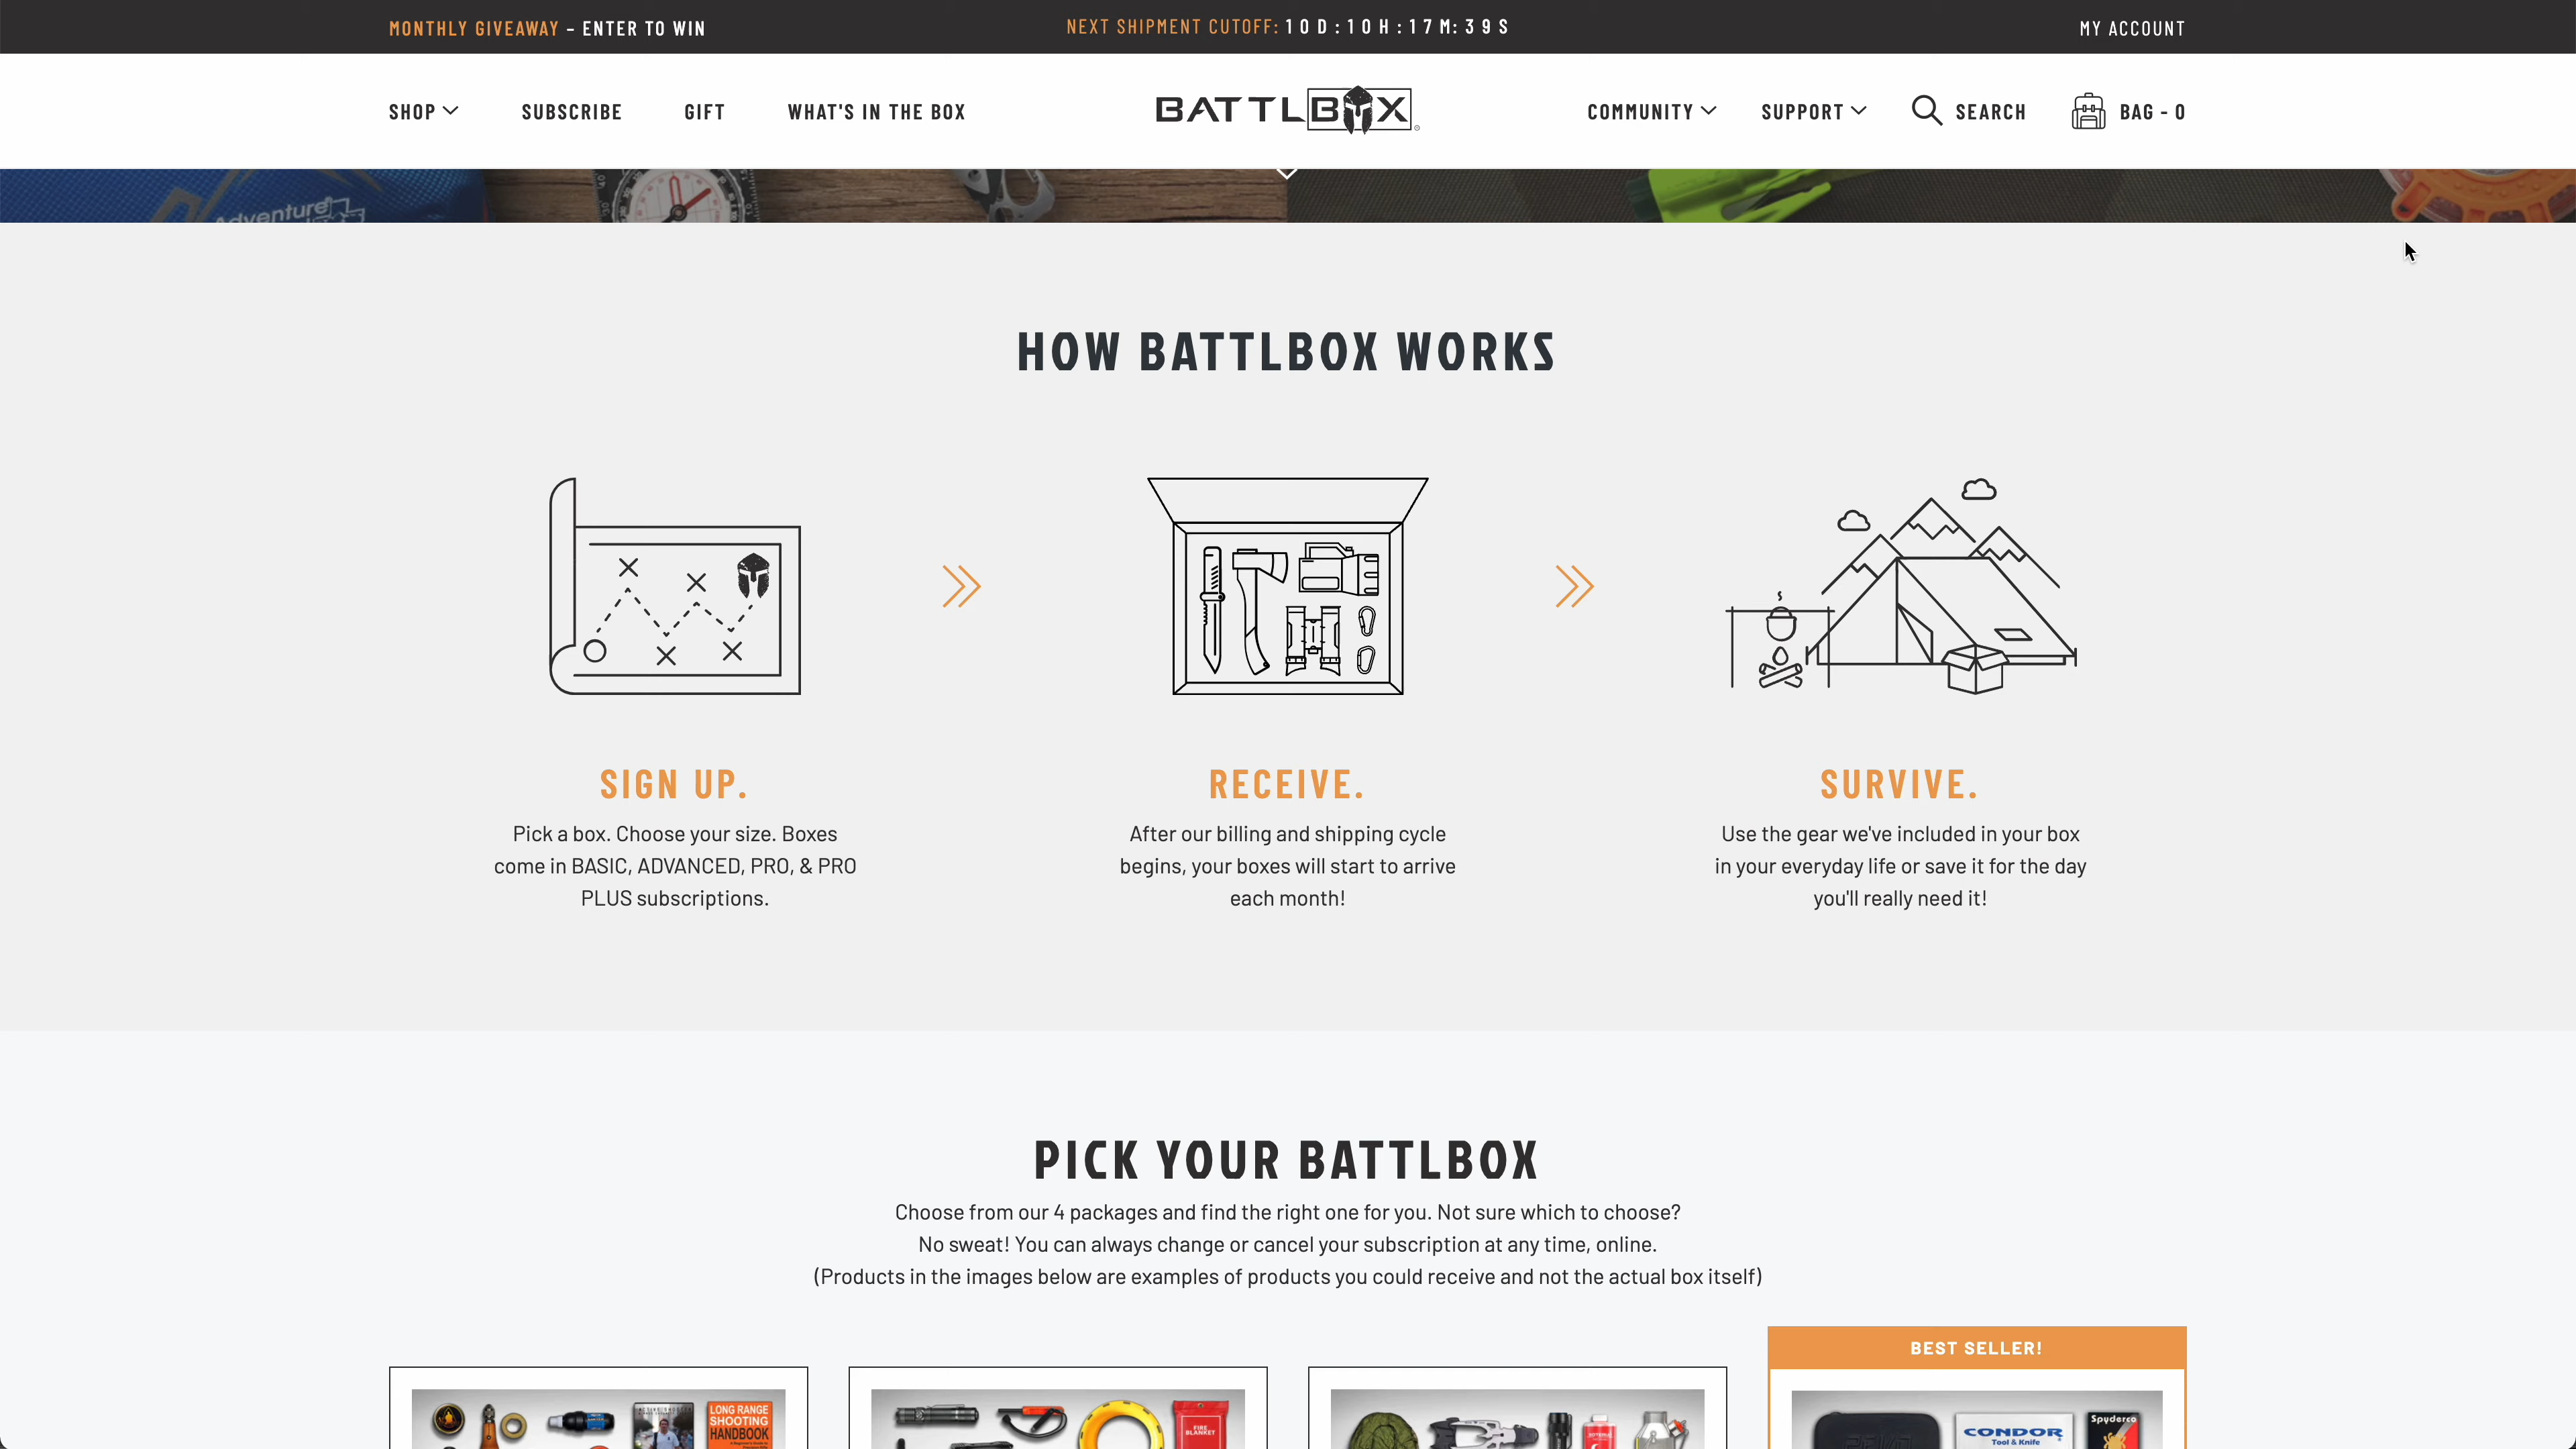 MONTHLY GIVEAWAY – ENTER TO WIN
NEXT SHIPMENT CUTOFF: 10D:10H:17M:39S
MY ACCOUNT
SHOP
SUBSCRIBE
GIFT
WHAT'S IN THE BOX
BATTLBOX
COMMUNITY
SUPPORT
SEARCH
BAG - 0
Adventure
HOW BATTLBOX WORKS
SIGN UP.
Pick a box. Choose your size. Boxes
come in BASIC, ADVANCED, PRO, & PRO
PLUS subscriptions.
RECEIVE.
After our billing and shipping cycle
begins, your boxes will start to arrive
each month!
SURVIVE.
Use the gear we've included in your box
in your everyday life or save it for the day
you'll really need it!
PICK YOUR BATTLBOX
Choose from our 4 packages and find the right one for you. Not sure which to choose?
No sweat! You can always change or cancel your subscription at any time, online.
(Products in the images below are examples of products you could receive and not the actual box itself)
BEST SELLER!
LONG RANGE
SHOOTING
HANDBOOK
FIRE
BLANKET
CONDOR
Tool & Knife
Spyderco